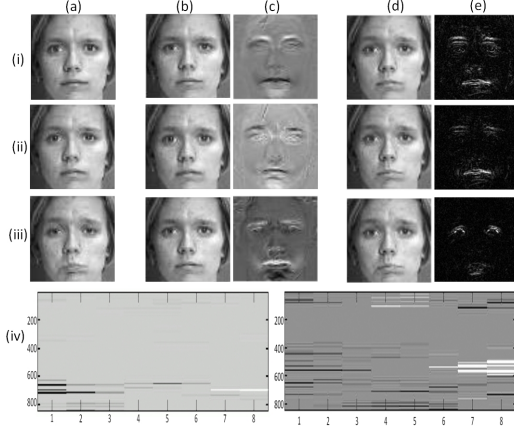 (a) (b) (c) (d) (e)
(i)
(ii)
(iii)
(iv)
200 200
400 400
600 600
800 800
1 2 3 4 5 6 7 8 1 2 3 4 5 6 7 8